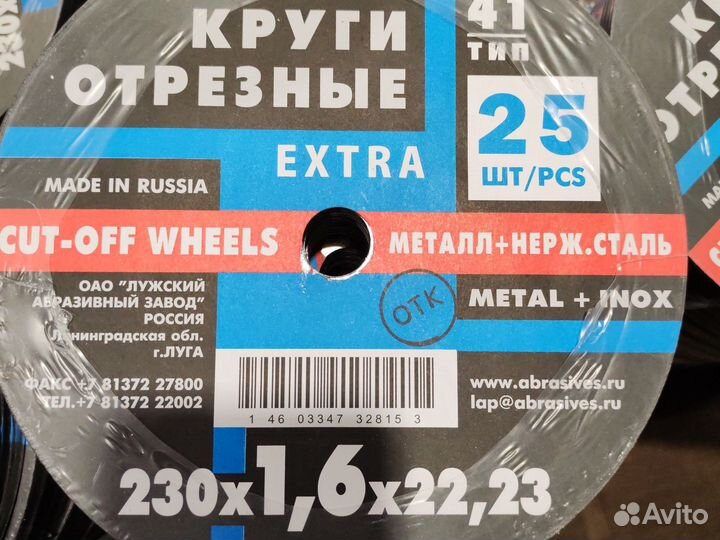 КРУГИ
ОТРЕЗНЫЕ
41
ТИП
25
ШТ/PCS
EXTRA
MADE IN RUSSIA
CUT-OFF WHEELS
МЕТАЛЛ+НЕРЖ.СТАЛЬ
METAL + INOX
ОАО "ЛУЖСКИЙ
АБРАЗИВНЫЙ ЗАВОД"
РОССИЯ
Ленинградская обл.
г.ЛУГА
ОТК
ФАКС +7 81372 27800
ТЕЛ.+7 81372 22002
1 46 03347 32815 3
www.abrasives.ru
lap@abrasives.ru
230x1,6x22,23
230x
Avito